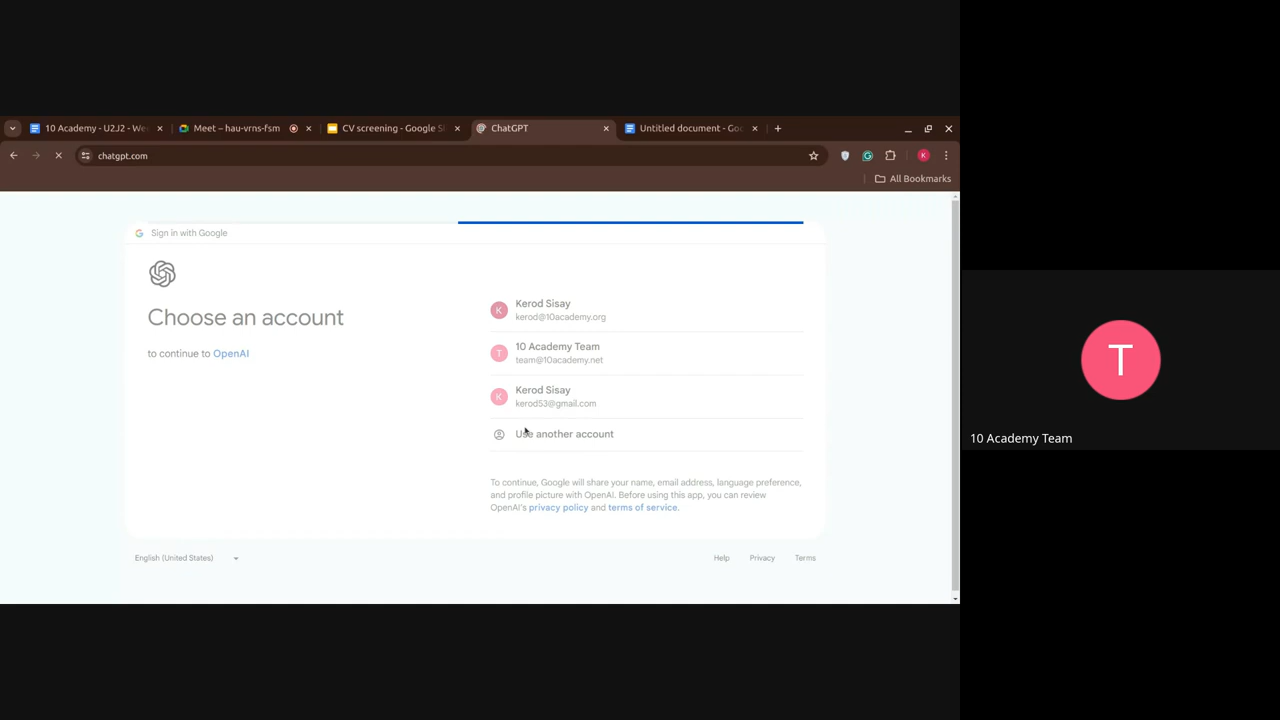 10 Academy - U2J2 - We
Meet – hau-vrns-fsm
CV screening - Google Sl
ChatGPT
Untitled document - Goo
chatgpt.com
K
All Bookmarks
G Sign in with Google
Choose an account
to continue to OpenAI
K
Kerod Sisay
kerod@10academy.org
T
10 Academy Team
team@10academy.net
K
Kerod Sisay
kerod53@gmail.com
Use another account
To continue, Google will share your name, email address, language preference,
and profile picture with OpenAI. Before using this app, you can review
OpenAI's privacy policy and terms of service.
English (United States)
Help
Privacy
Terms
T
10 Academy Team